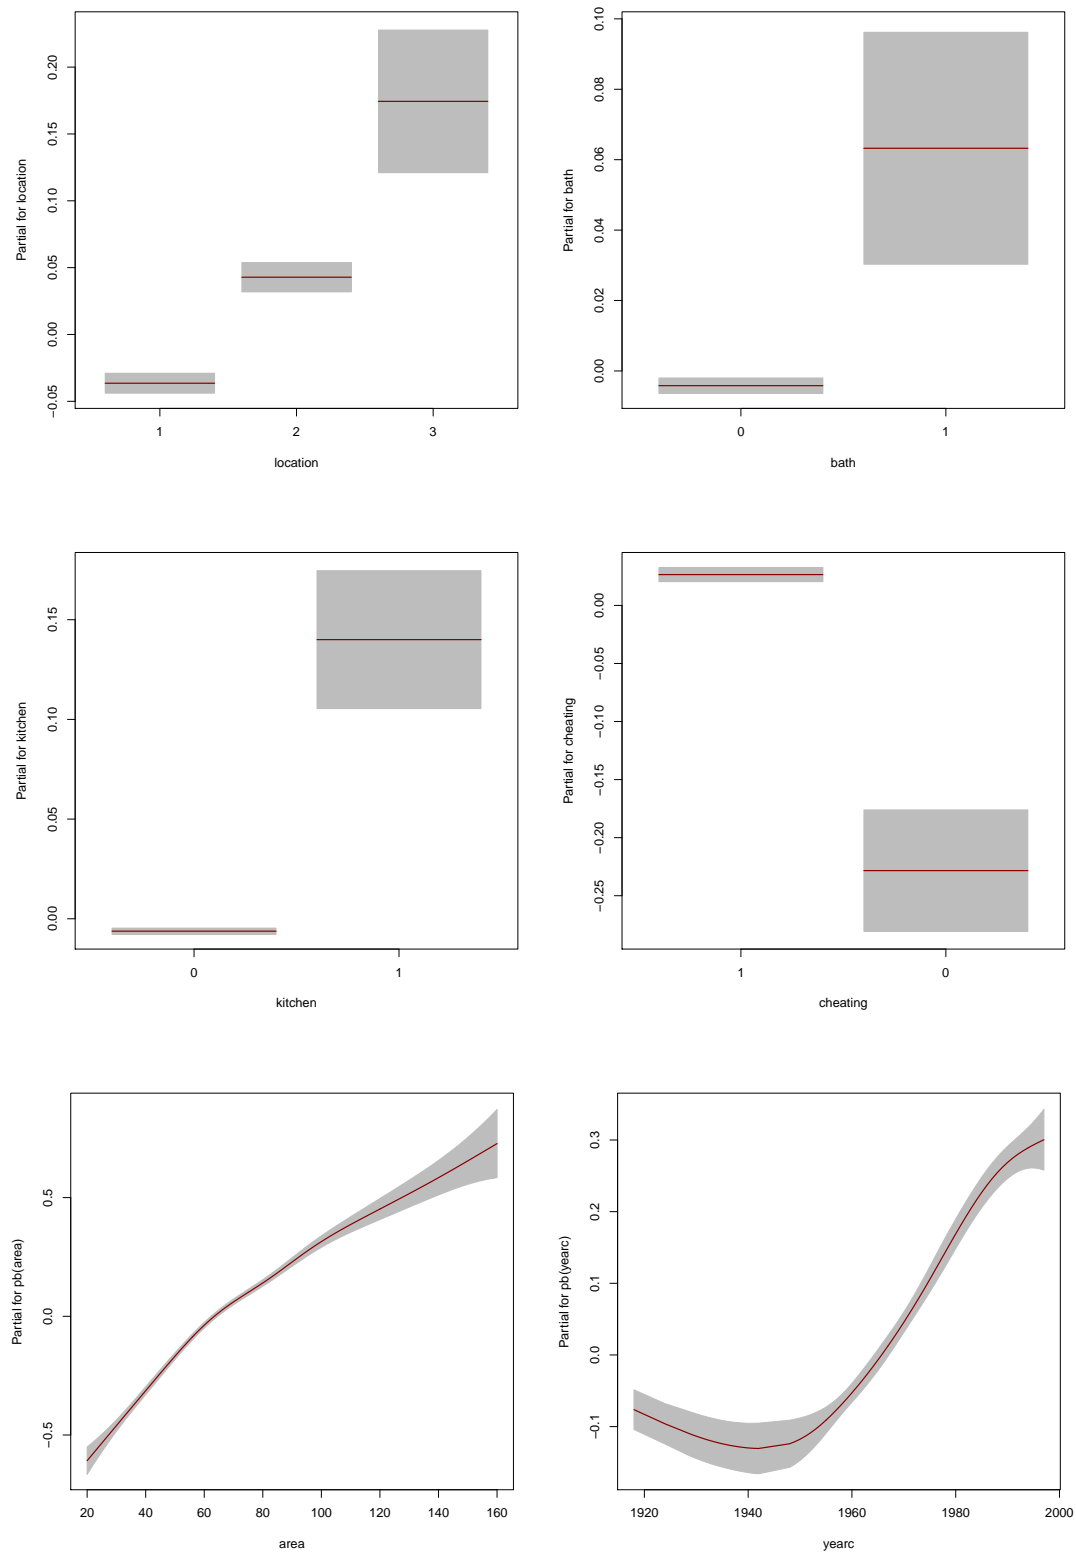 Partial for location
0.20
0.15
0.10
0.05
0.00
−0.05
1 2 3
location
Partial for bath
0.10
0.08
0.06
0.04
0.02
0.00
0 1
bath
Partial for kitchen
0.15
0.10
0.05
0.00
0 1
kitchen
Partial for cheating
0.00
−0.05
−0.10
−0.15
−0.20
−0.25
1 0
cheating
Partial for pb(area)
0.5
0.0
−0.5
20 40 60 80 100 120 140 160
area
Partial for pb(yearc)
0.3
0.2
0.1
0.0
−0.1
1920 1940 1960 1980 2000
yearc